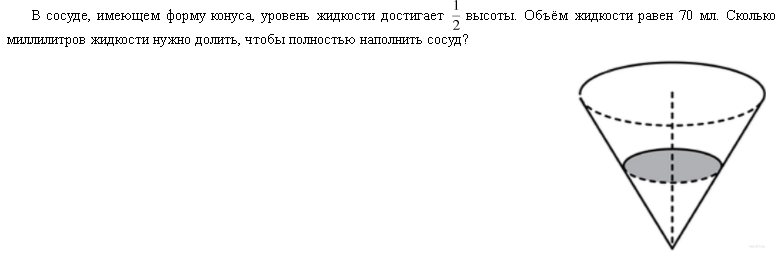 В сосуде, имеющем форму конуса, уровень жидкости достигает 1/2 высоты. Объём жидкости равен 70 мл. Сколько
миллилитров жидкости нужно долить, чтобы полностью наполнить сосуд?